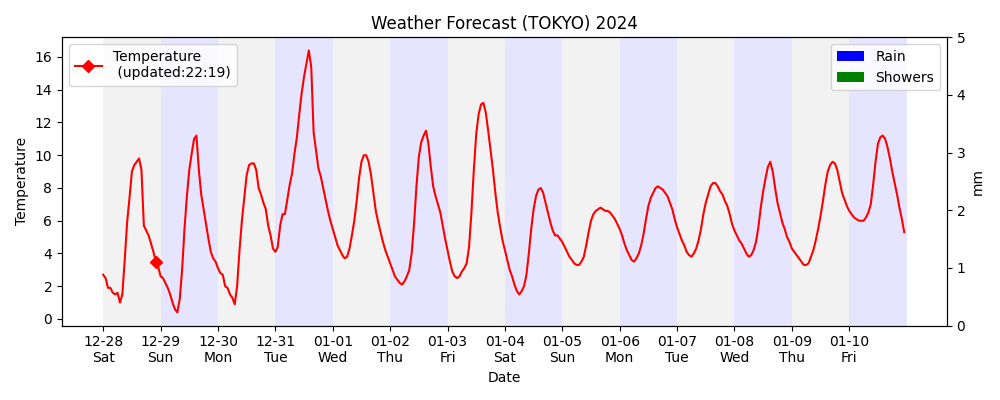 Weather Forecast (TOKYO) 2024
Temperature
(updated:22:19)
Rain
Showers
Temperature
16
14
12
10
8
6
4
2
0
5
4
3
2
1
0
mm
12-28
Sat
12-29
Sun
12-30
Mon
12-31
Tue
01-01
Wed
01-02
Thu
01-03
Fri
01-04
Sat
01-05
Sun
01-06
Mon
01-07
Tue
01-08
Wed
01-09
Thu
01-10
Fri
Date